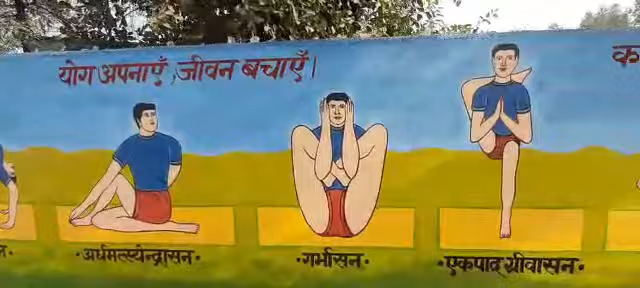 योग अपनाएँ, जीवन बचाएँ।
क
·अर्धमत्स्येन्द्रासन·
·गर्भासन·
·एकपाद ग्रीवासन·